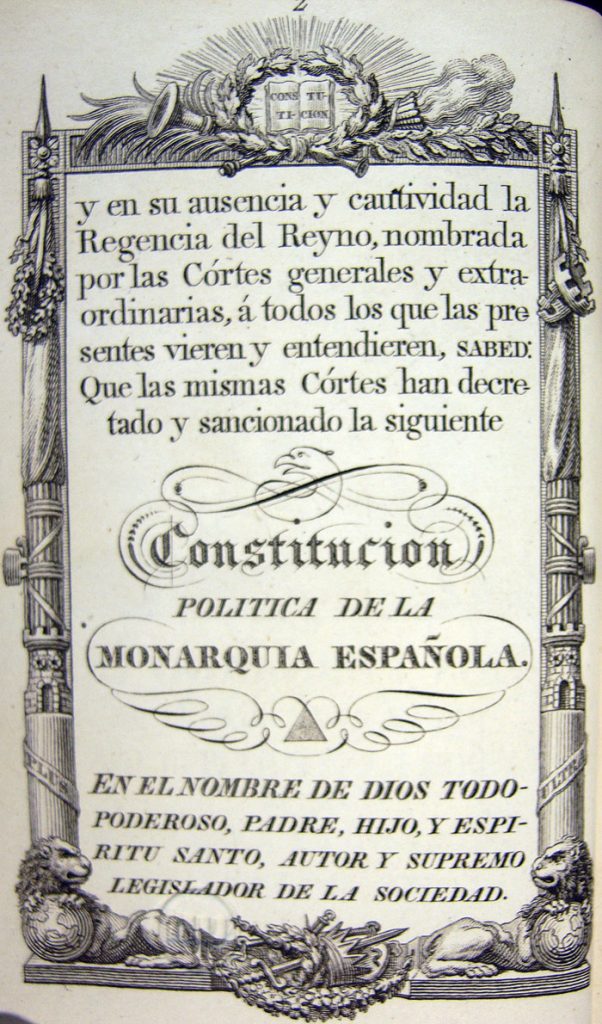 2
CONSTI TU-
TI- CION
y en su ausencia y cautividad la
Regencia del Reyno, nombrada
por las Córtes generales y extra-
ordinarias, á todos los que las pre
sentes vieren y entendieren, SABED:
Que las mismas Córtes han decre-
tado y sancionado la siguiente
Constitucion
POLITICA DE LA
MONARQUIA ESPAÑOLA.
PLUS
ULTRA
EN EL NOMBRE DE DIOS TODO-
PODEROSO, PADRE, HIJO, Y ESPI-
RITU SANTO, AUTOR Y SUPREMO
LEGISLADOR DE LA SOCIEDAD.